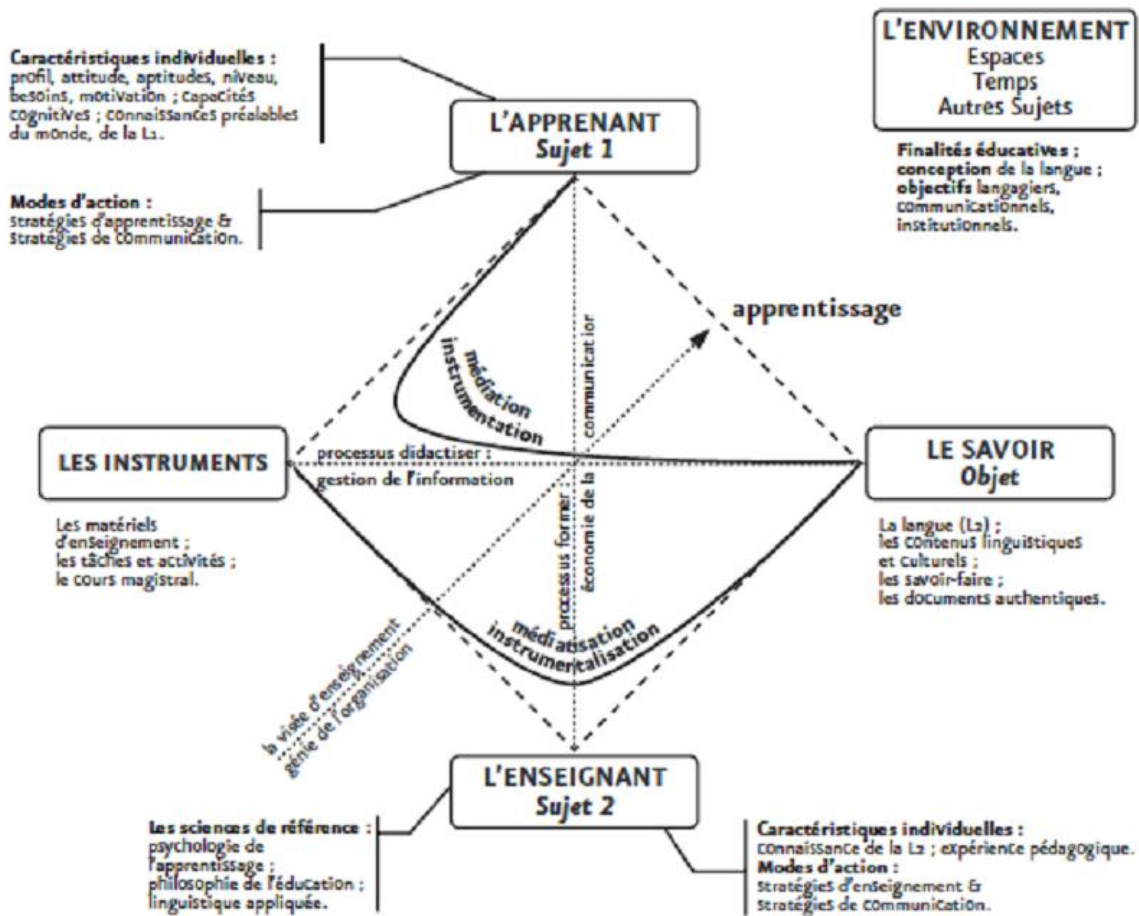 Caractéristiques individuelles :
profil, attitude, aptitudes, niveau,
besoins, motivation ; capacités
cognitives ; connaissances préalables
du monde, de la L1.
Modes d'action :
stratégies d'apprentissage &
stratégies de communication.
L'APPRENANT
Sujet 1
L'ENVIRONNEMENT
Espaces
Temps
Autres Sujets
Finalités éducatives ;
conception de la langue ;
objectifs langagiers,
communicationnels,
institutionnels.
apprentissage
médiation
instrumentation
communication
LES INSTRUMENTS
processus didactiser :
gestion de l'information
LE SAVOIR
Objet
Les matériels
d'enseignement ;
les tâches et activités ;
le cours magistral.
processus former :
économie de la
La langue (L2) ;
les contenus linguistiques
et culturels ;
les savoir-faire ;
les documents authentiques.
médiatisation
instrumentalisation
la visée d'enseignement
génie de l'organisation
L'ENSEIGNANT
Sujet 2
Les sciences de référence :
psychologie de
l'apprentissage ;
philosophie de l'éducation ;
linguistique appliquée.
Caractéristiques individuelles :
connaissance de la L2 ; expérience pédagogique.
Modes d'action :
stratégies d'enseignement &
stratégies de communication.